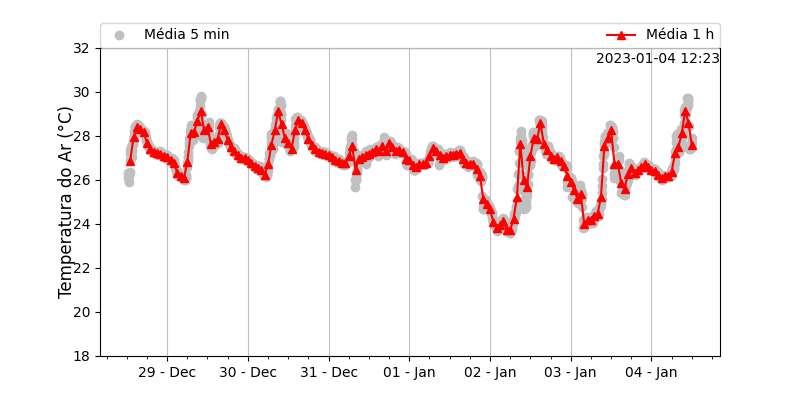 Média 5 min
Média 1 h
2023-01-04 12:23
Temperatura do Ar (°C)
32
30
28
26
24
22
20
18
29 - Dec
30 - Dec
31 - Dec
01 - Jan
02 - Jan
03 - Jan
04 - Jan